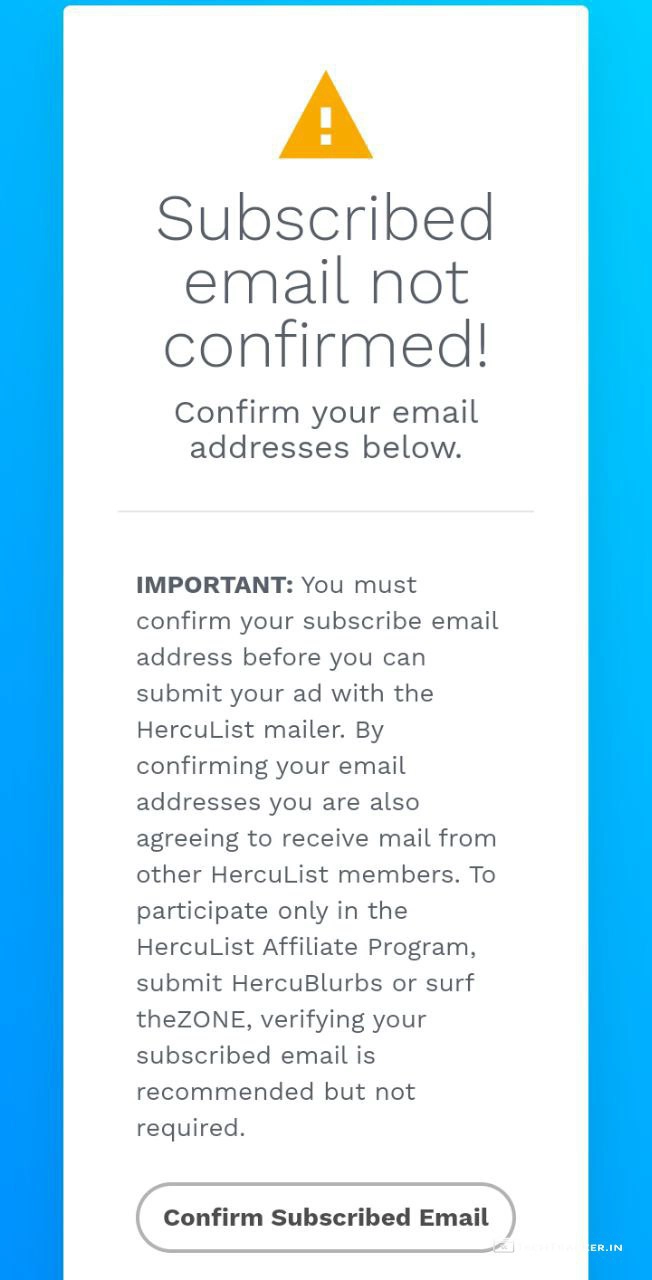 Subscribed
email not
confirmed!
Confirm your email
addresses below.
IMPORTANT: You must
confirm your subscribe email
address before you can
submit your ad with the
HercuList mailer. By
confirming your email
addresses you are also
agreeing to receive mail from
other HercuList members. To
participate only in the
HercuList Affiliate Program,
submit HercuBlurbs or surf
theZONE, verifying your
subscribed email is
recommended but not
required.
Confirm Subscribed Email